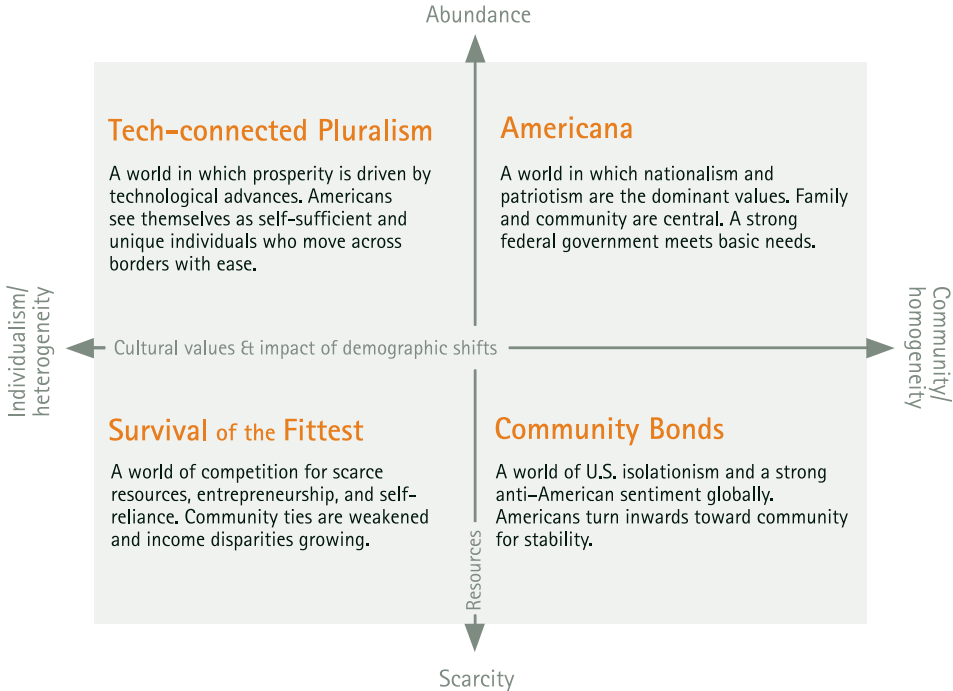 Abundance
Tech-connected Pluralism
A world in which prosperity is driven by
technological advances. Americans
see themselves as self-sufficient and
unique individuals who move across
borders with ease.
Americana
A world in which nationalism and
patriotism are the dominant values. Family
and community are central. A strong
federal government meets basic needs.
Individualism/
heterogeneity
Cultural values & impact of demographic shifts
Community/
homogeneity
Survival of the Fittest
A world of competition for scarce
resources, entrepreneurship, and self-
reliance. Community ties are weakened
and income disparities growing.
Community Bonds
A world of U.S. isolationism and a strong
anti–American sentiment globally.
Americans turn inwards toward community
for stability.
Resources
Scarcity